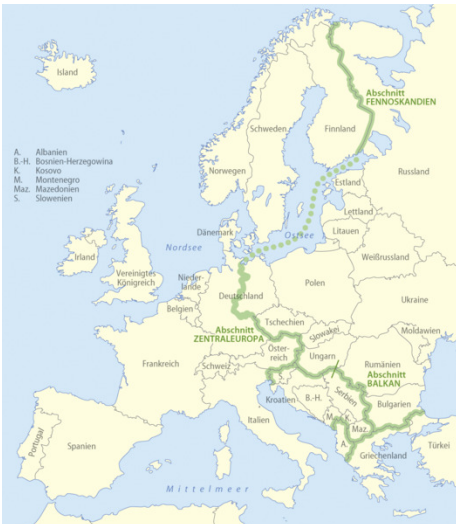 Island
Abschnitt
FENNOSKANDIEN
Schweden
Finnland
A. Albanien
B.-H. Bosnien-Herzegowina
K. Kosovo
M. Montenegro
Maz. Mazedonien
S. Slowenien
Norwegen
Russland
Estland
Lettland
Dänemark
Ostsee
Litauen
Nordsee
Irland
Vereinigtes
Königreich
Weißrussland
Nieder-
lande
Deutschland
Polen
Belgien
Ukraine
Abschnitt
ZENTRALEUROPA
Tschechien
Slowakei
Moldawien
Frankreich
Schweiz
Öster-
reich
Ungarn
Rumänien
Abschnitt
BALKAN
Kroatien
B.-H.
Serbien
Bulgarien
Italien
Maz.
A.
Portugal
Spanien
Griechenland
Türkei
Mittelmeer